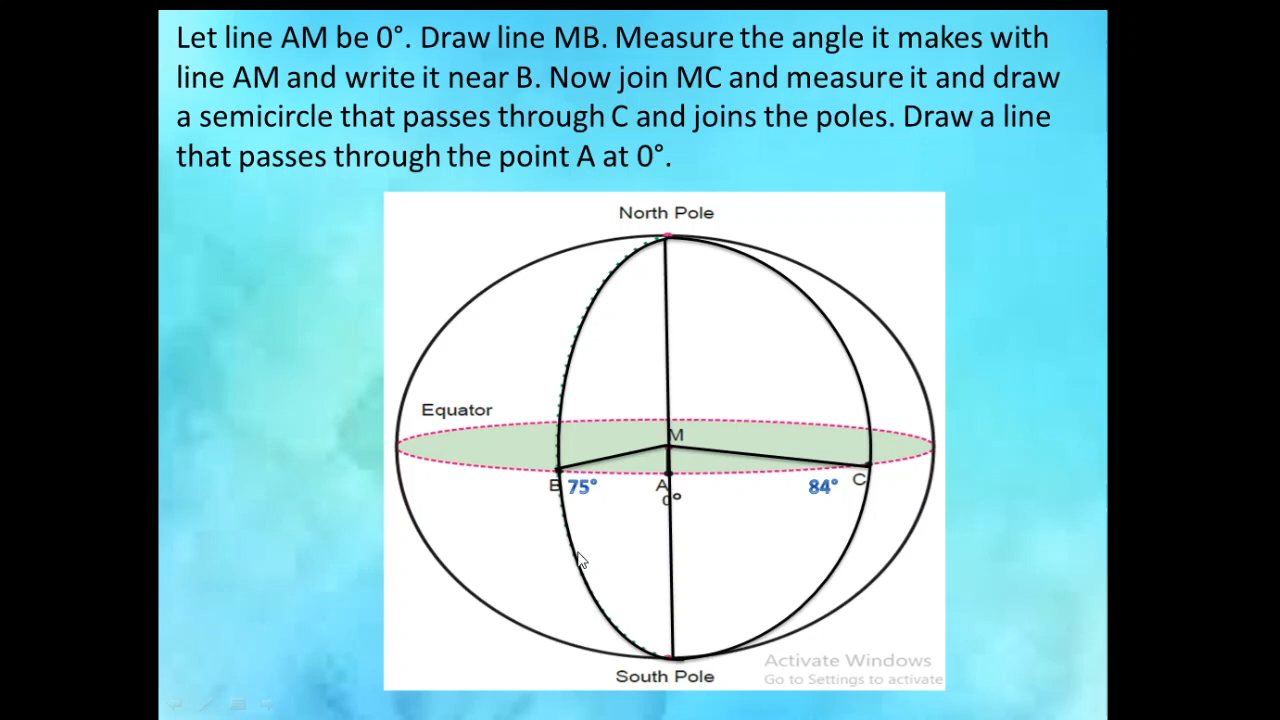 Let line AM be 0°. Draw line MB. Measure the angle it makes with
line AM and write it near B. Now join MC and measure it and draw
a semicircle that passes through C and joins the poles. Draw a line
that passes through the point A at 0°.
North Pole
Equator
M
B 75° A 84° C
0°
South Pole
Activate Windows
Go to Settings to activate